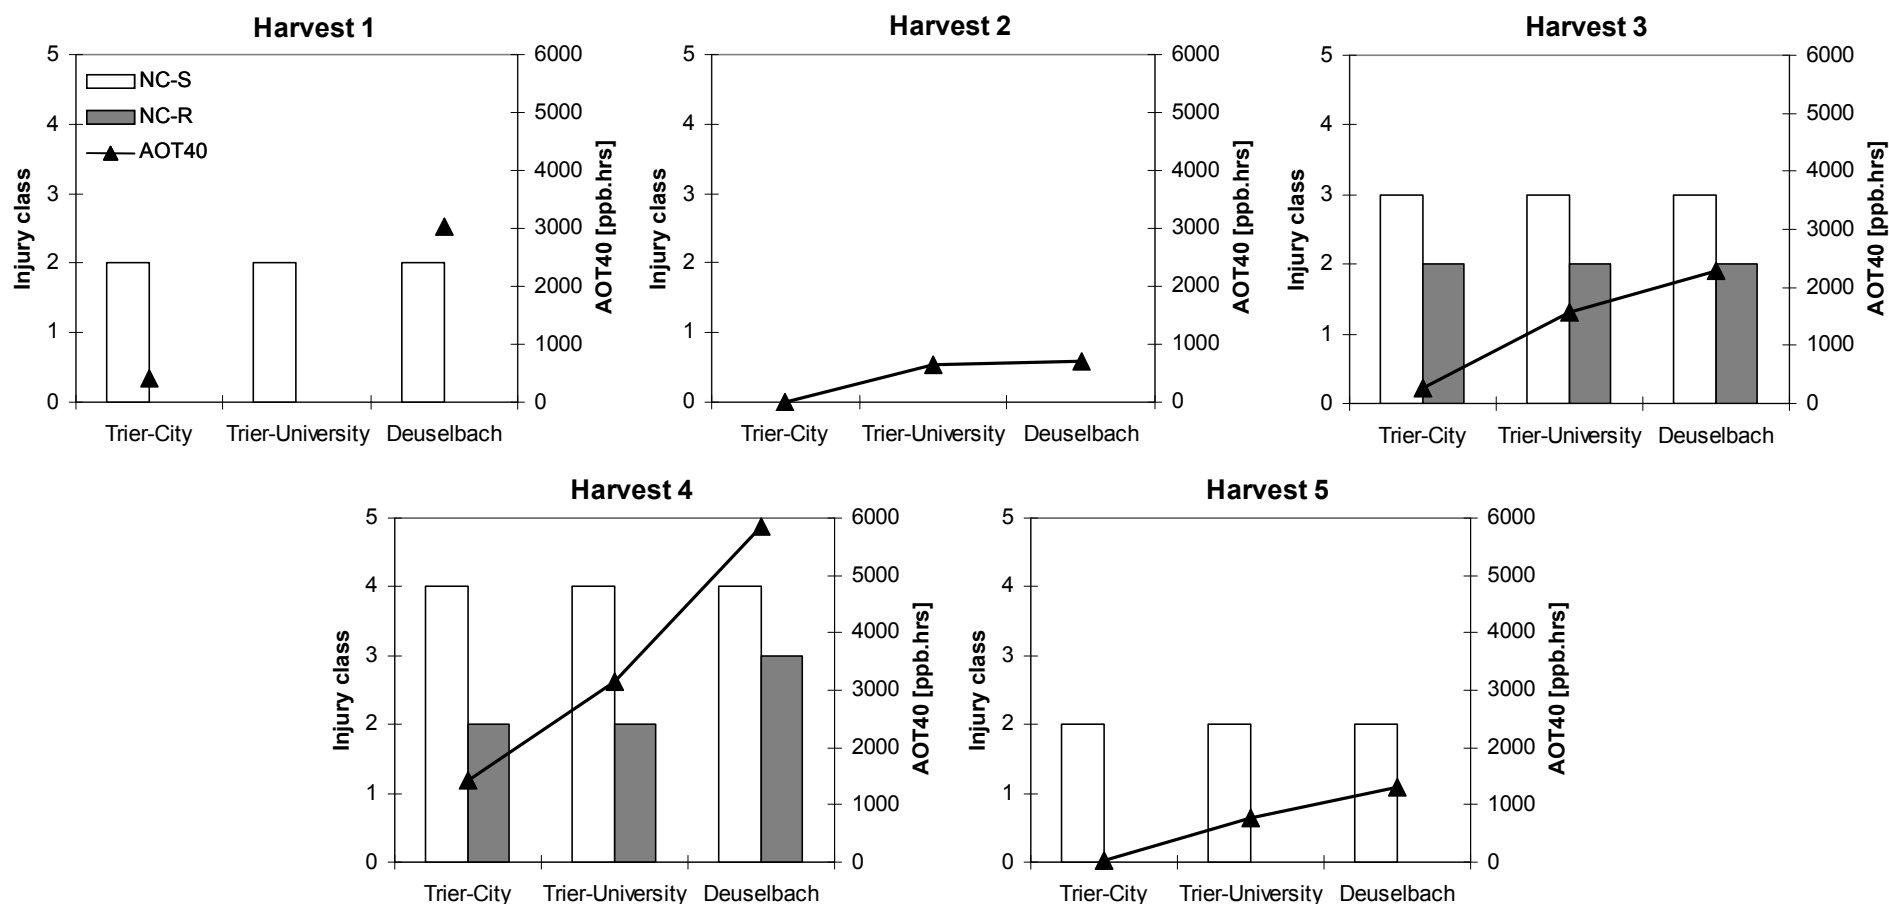 Harvest 1
5
4
3
2
1
0
Injury class
NC-S
NC-R
AOT40
6000
5000
4000
3000
2000
1000
0
AOT40 [ppb.hrs]
Trier-City Trier-University Deuselbach
Harvest 2
5
4
3
2
1
0
Injury class
6000
5000
4000
3000
2000
1000
0
AOT40 [ppb.hrs]
Trier-City Trier-University Deuselbach
Harvest 3
5
4
3
2
1
0
Injury class
6000
5000
4000
3000
2000
1000
0
AOT40 [ppb.hrs]
Trier-City Trier-University Deuselbach
Harvest 4
5
4
3
2
1
0
Injury class
6000
5000
4000
3000
2000
1000
0
AOT40 [ppb.hrs]
Trier-City Trier-University Deuselbach
Harvest 5
5
4
3
2
1
0
Injury class
6000
5000
4000
3000
2000
1000
0
AOT40 [ppb.hrs]
Trier-City Trier-University Deuselbach